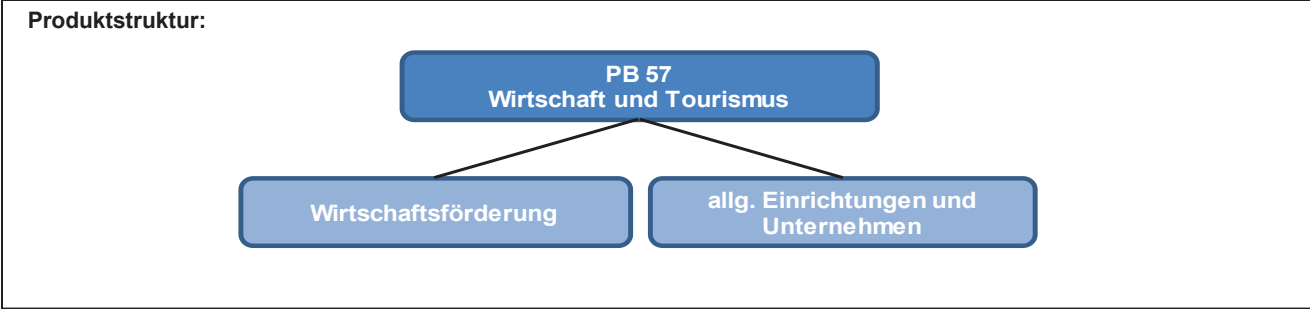 Produktstruktur:
PB 57
Wirtschaft und Tourismus
Wirtschaftsförderung
allg. Einrichtungen und
Unternehmen